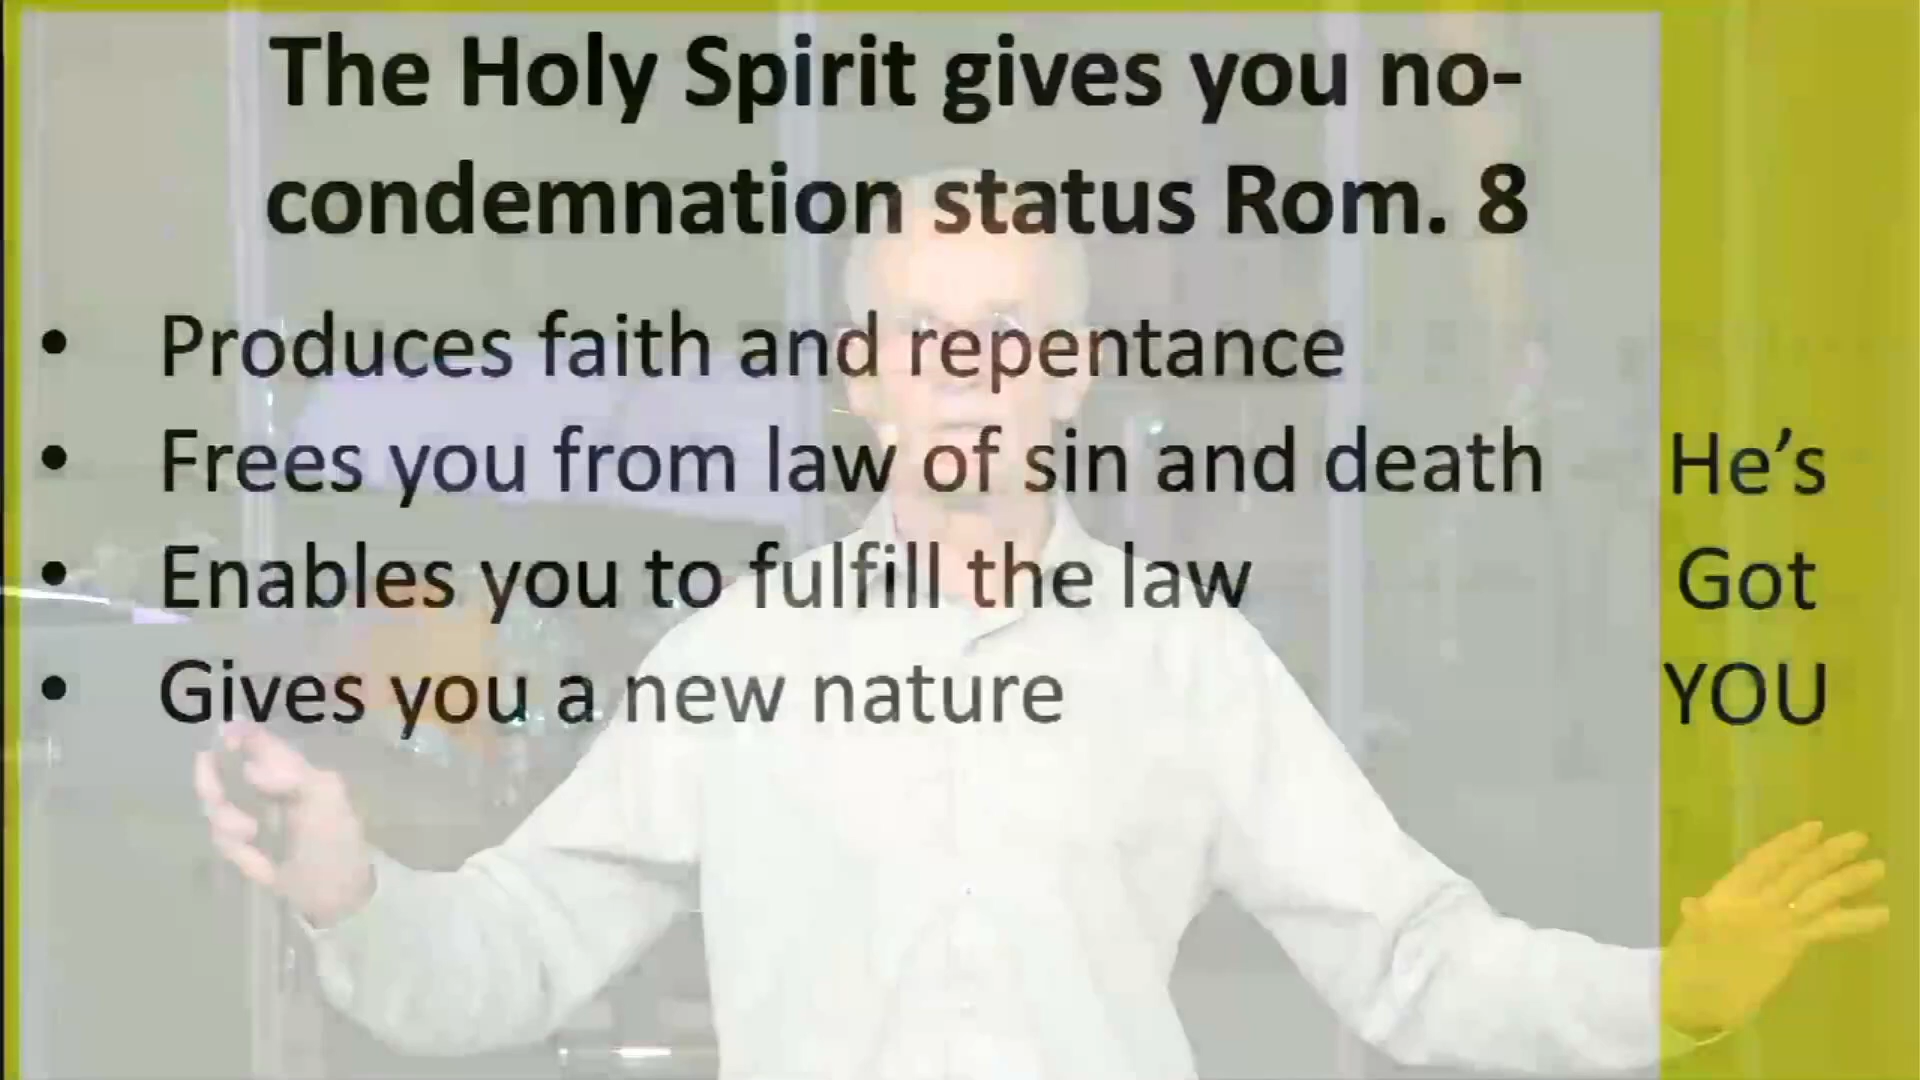 The Holy Spirit gives you no-
condemnation status Rom. 8
• Produces faith and repentance
• Frees you from law of sin and death
• Enables you to fulfill the law
• Gives you a new nature
He's
Got
YOU